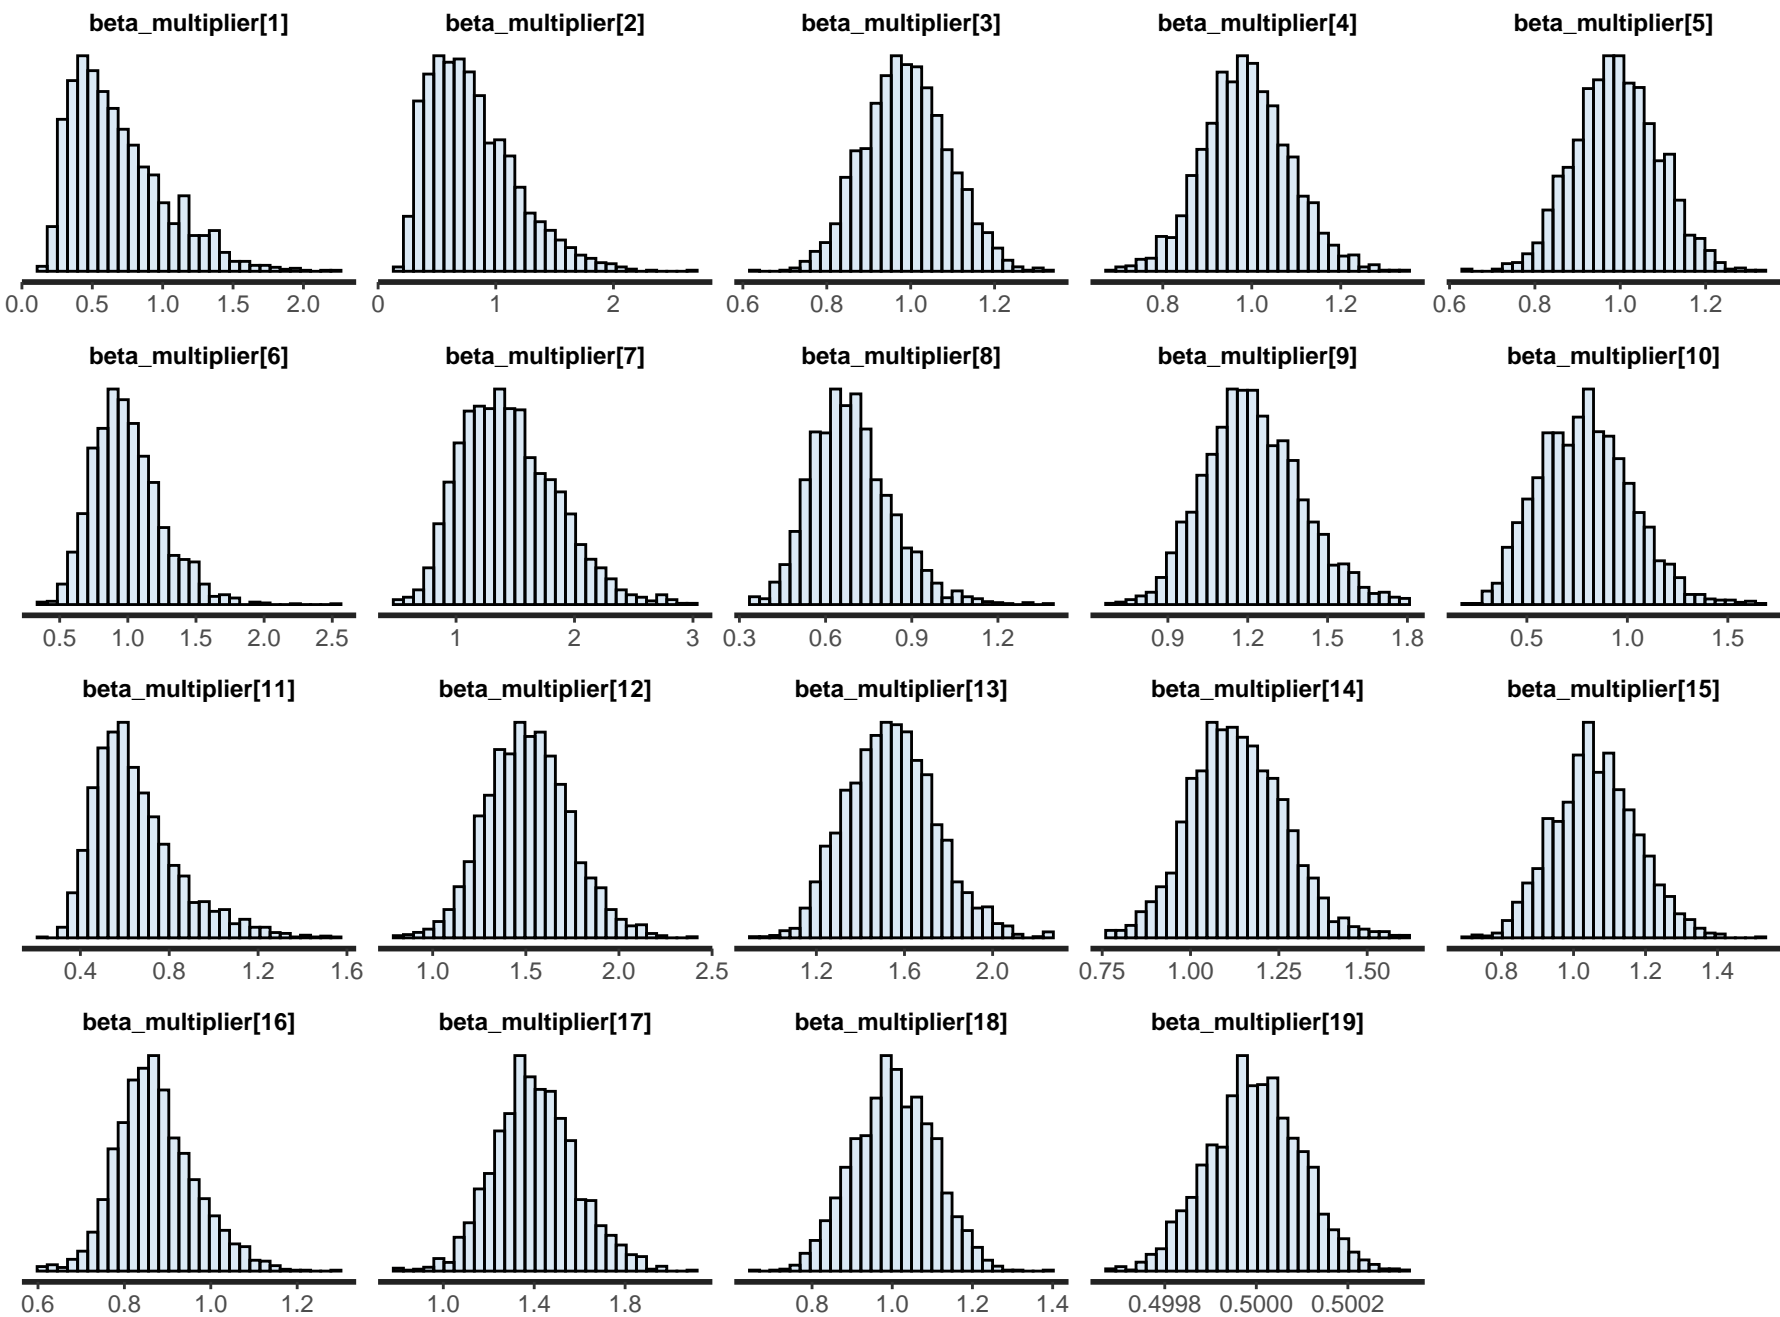 beta_multiplier[1] beta_multiplier[2] beta_multiplier[3] beta_multiplier[4] beta_multiplier[5]
0.0 0.5 1.0 1.5 2.0 0 1 2 0.6 0.8 1.0 1.2 0.8 1.0 1.2 0.6 0.8 1.0 1.2
beta_multiplier[6] beta_multiplier[7] beta_multiplier[8] beta_multiplier[9] beta_multiplier[10]
0.5 1.0 1.5 2.0 2.5 1 2 3 0.3 0.6 0.9 1.2 0.9 1.2 1.5 1.8 0.5 1.0 1.5
beta_multiplier[11] beta_multiplier[12] beta_multiplier[13] beta_multiplier[14] beta_multiplier[15]
0.4 0.8 1.2 1.6 1.0 1.5 2.0 2.5 1.2 1.6 2.0 0.75 1.00 1.25 1.50 0.8 1.0 1.2 1.4
beta_multiplier[16] beta_multiplier[17] beta_multiplier[18] beta_multiplier[19]
0.6 0.8 1.0 1.2 1.0 1.4 1.8 0.8 1.0 1.2 1.4 0.4998 0.5000 0.5002